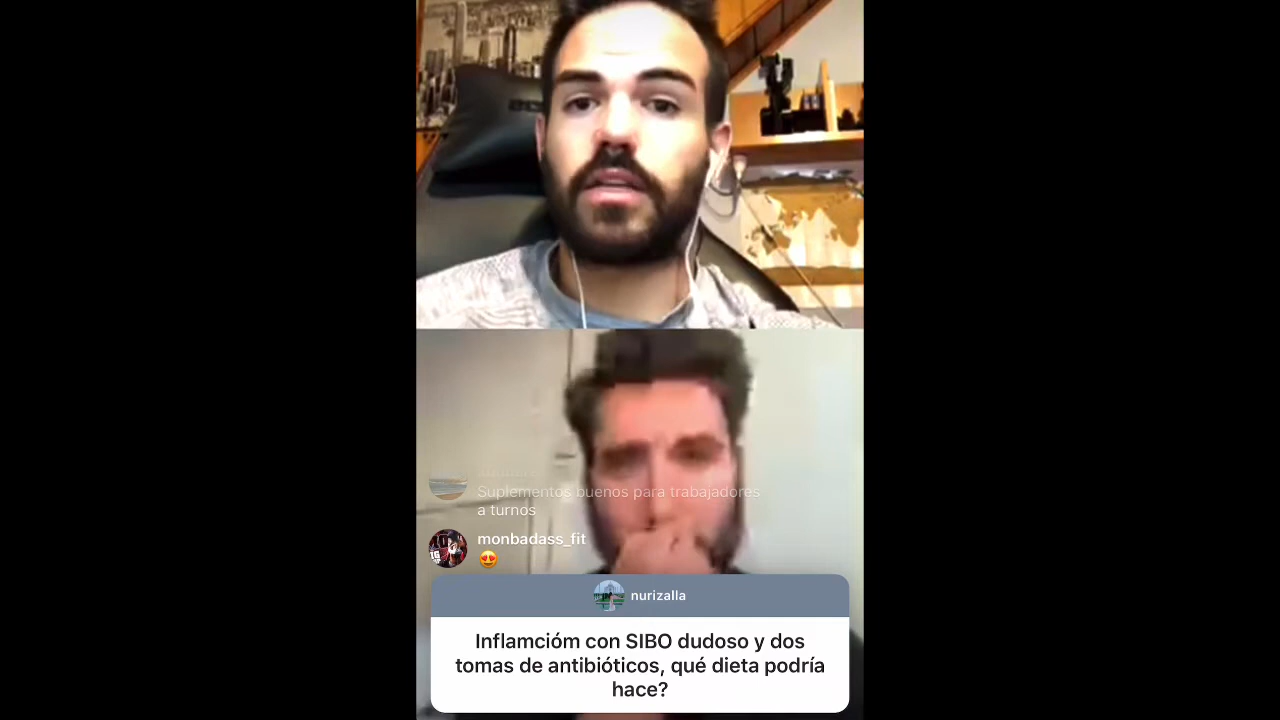 Suplementos buenos para trabajadores
a turnos
monbadass_fit
😍
nurizalla
Inflamcióm con SIBO dudoso y dos
tomas de antibióticos, qué dieta podría
hace?